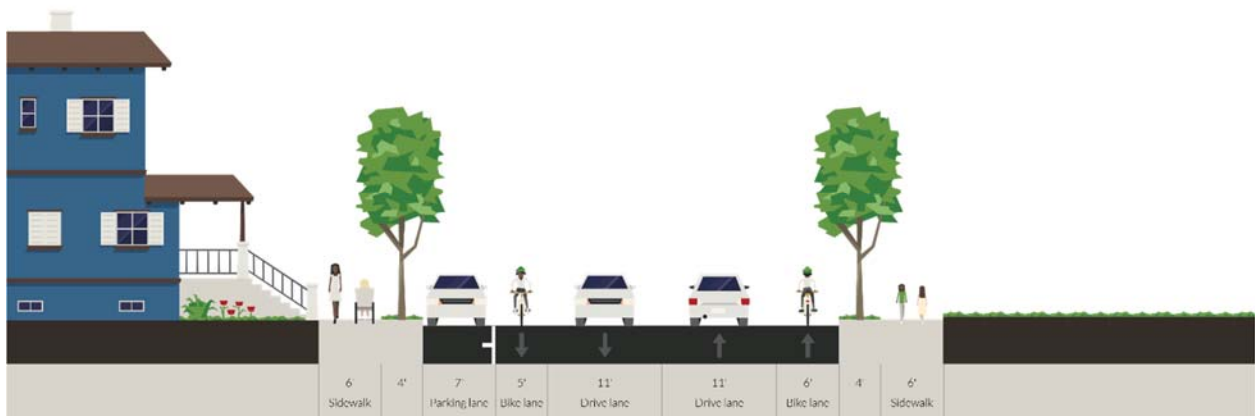 6' 4' 7' 5' 11' 11' 6' 4' 6'
Sidewalk Parking lane Bike lane Drive lane Drive lane Bike lane Sidewalk